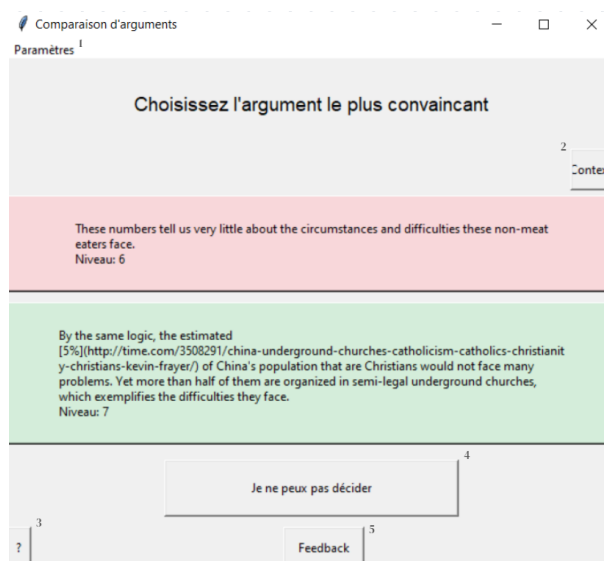 Comparaison d'arguments
Paramètres 1
Choisissez l'argument le plus convaincant
2
Contex
These numbers tell us very little about the circumstances and difficulties these non-meat
eaters face.
Niveau: 6
By the same logic, the estimated
[5%](http://time.com/3508291/china-underground-churches-catholicism-catholics-christianit
y-christians-kevin-frayer/) of China's population that are Christians would not face many
problems. Yet more than half of them are organized in semi-legal underground churches,
which exemplifies the difficulties they face.
Niveau: 7
4
Je ne peux pas décider
3
?
5
Feedback